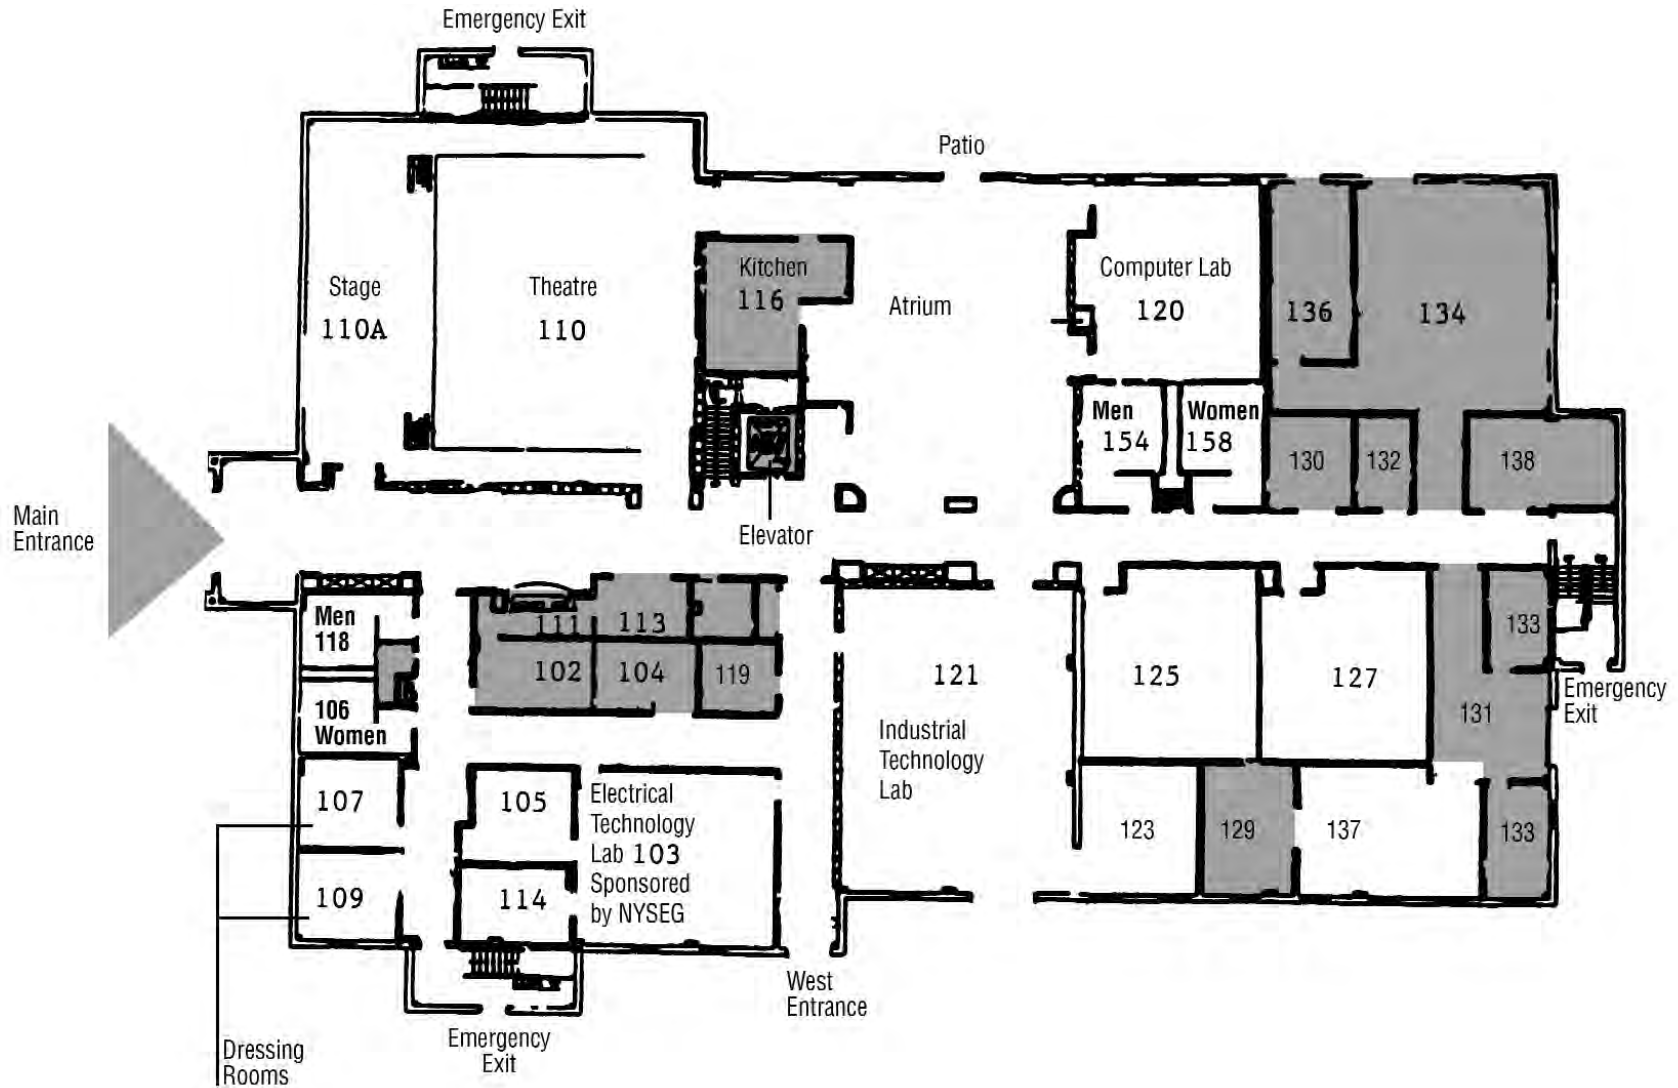 Emergency Exit
Patio
Stage
110A
Theatre
110
Kitchen
116
Atrium
Computer Lab
120
136
134
Men
154
Women
158
130
132
138
Main
Entrance
Elevator
Men
118
106
Women
111
113
102
104
119
121
Industrial
Technology
Lab
125
127
133
131
Emergency
Exit
107
105
Electrical
Technology
Lab 103
Sponsored
by NYSEG
109
114
123
129
137
133
West
Entrance
Emergency
Exit
Dressing
Rooms